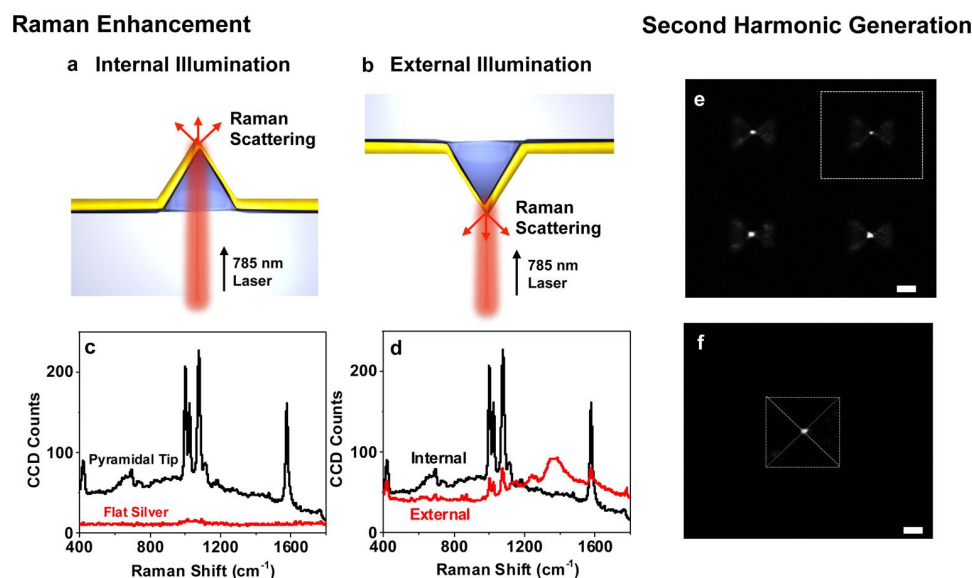 Raman Enhancement
Second Harmonic Generation
a Internal Illumination
b External Illumination
Raman
Scattering
785 nm
Laser
Raman
Scattering
785 nm
Laser
c
200
100
0
CCD Counts
Pyramidal Tip
Flat Silver
400 800 1200 1600
Raman Shift (cm⁻¹)
d
200
100
0
CCD Counts
Internal
External
400 800 1200 1600
Raman Shift (cm⁻¹)
e
f